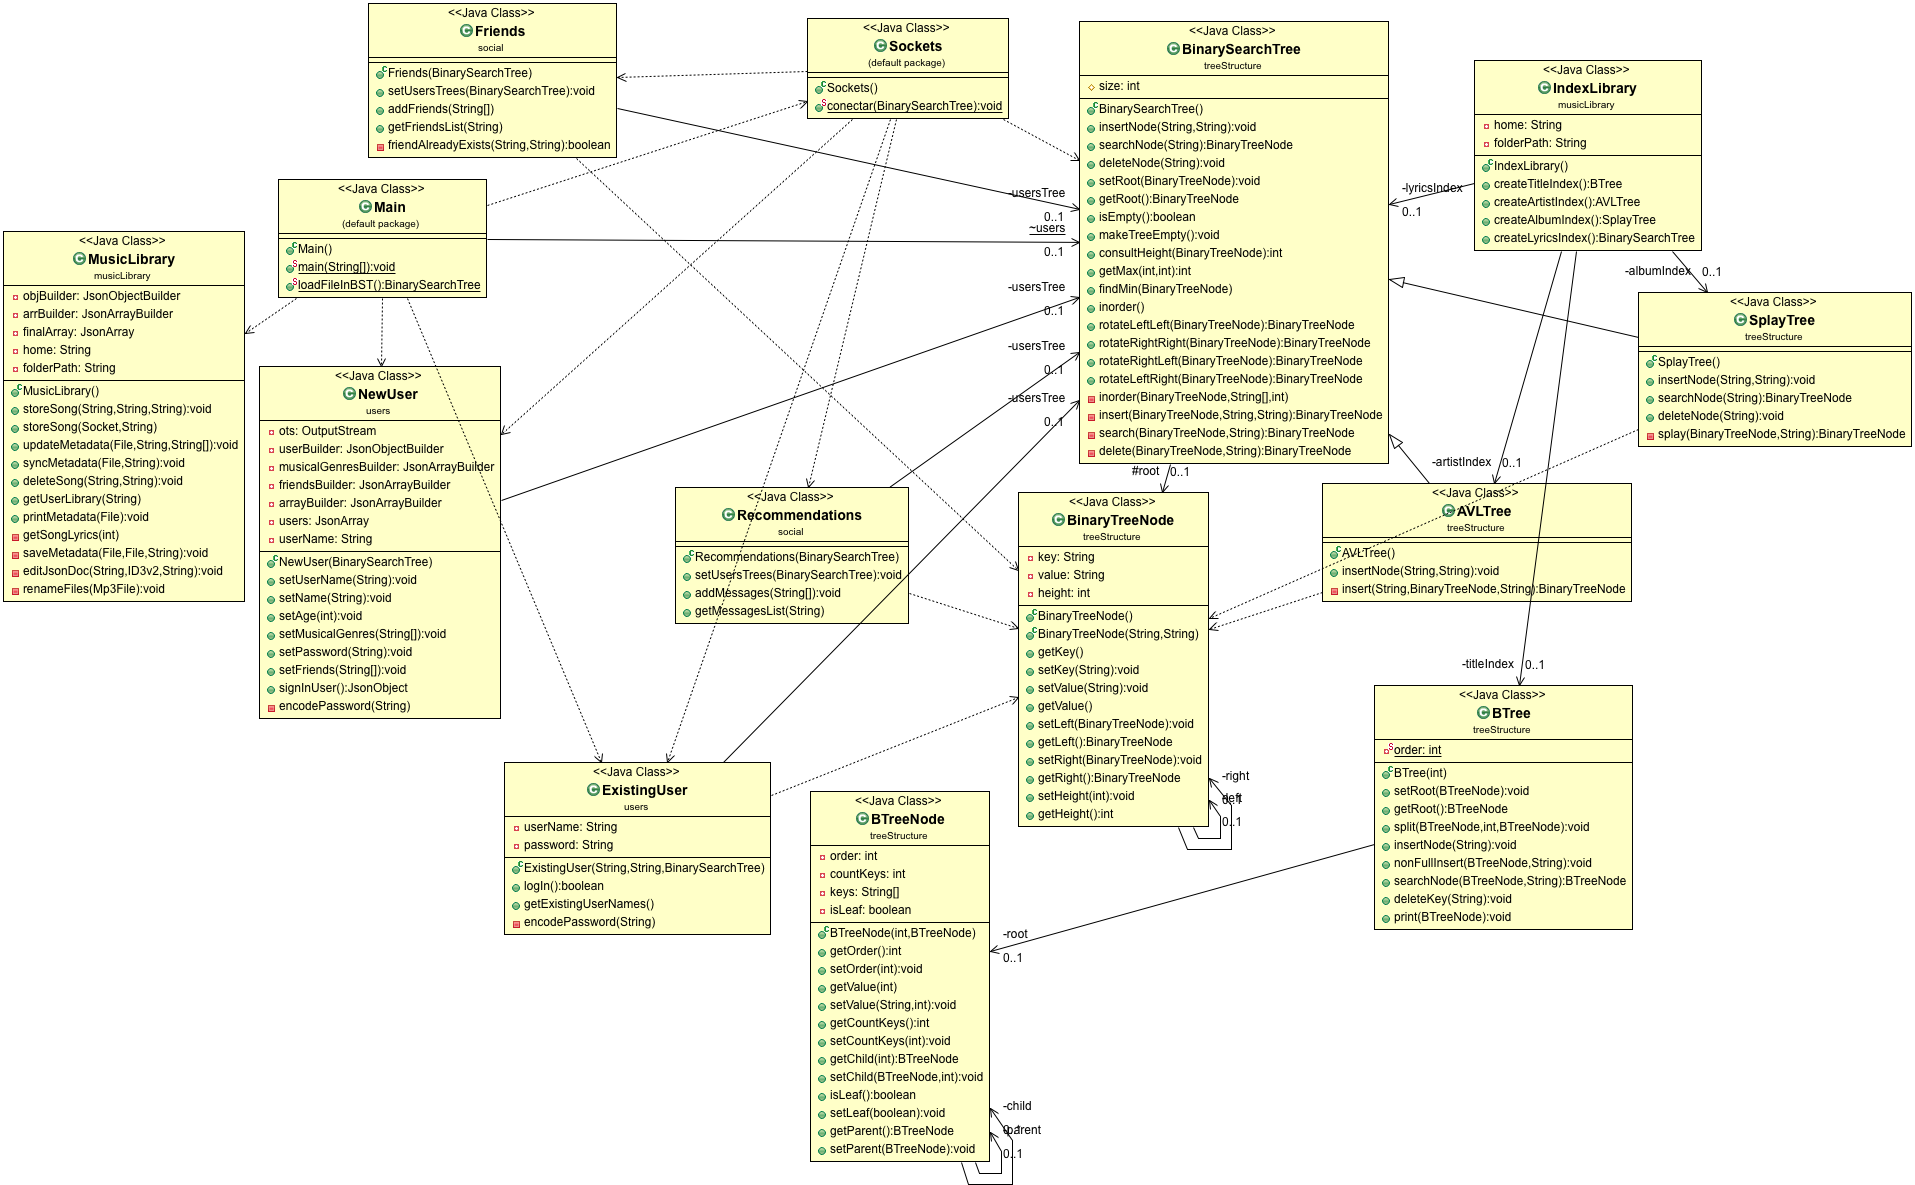 <<Java Class>>
Friends
social
Friends(BinarySearchTree)
setUsersTrees(BinarySearchTree):void
addFriends(String[])
getFriendsList(String)
friendAlreadyExists(String,String):boolean
<<Java Class>>
Sockets
(default package)
Sockets()
conectar(BinarySearchTree):void
<<Java Class>>
BinarySearchTree
treeStructure
size: int
BinarySearchTree()
insertNode(String,String):void
searchNode(String):BinaryTreeNode
deleteNode(String):void
setRoot(BinaryTreeNode):void
getRoot():BinaryTreeNode
isEmpty():boolean
makeTreeEmpty():void
consultHeight(BinaryTreeNode):int
getMax(int,int):int
findMin(BinaryTreeNode)
inorder()
rotateLeftLeft(BinaryTreeNode):BinaryTreeNode
rotateRightRight(BinaryTreeNode):BinaryTreeNode
rotateRightLeft(BinaryTreeNode):BinaryTreeNode
rotateLeftRight(BinaryTreeNode):BinaryTreeNode
inorder(BinaryTreeNode,String[],int)
insert(BinaryTreeNode,String,String):BinaryTreeNode
search(BinaryTreeNode,String):BinaryTreeNode
delete(BinaryTreeNode,String):BinaryTreeNode
<<Java Class>>
IndexLibrary
musicLibrary
home: String
folderPath: String
IndexLibrary()
createTitleIndex():BTree
createArtistIndex():AVLTree
createAlbumIndex():SplayTree
createLyricsIndex():BinarySearchTree
<<Java Class>>
Main
(default package)
Main()
main(String[]):void
loadFileInBST():BinarySearchTree
<<Java Class>>
MusicLibrary
musicLibrary
objBuilder: JsonObjectBuilder
arrBuilder: JsonArrayBuilder
finalArray: JsonArray
home: String
folderPath: String
MusicLibrary()
storeSong(String,String,String):void
storeSong(Socket,String)
updateMetadata(File,String,String[]):void
syncMetadata(File,String):void
deleteSong(String,String):void
getUserLibrary(String)
printMetadata(File):void
getSongLyrics(int)
saveMetadata(File,File,String):void
editJsonDoc(String,ID3v2,String):void
renameFiles(Mp3File):void
<<Java Class>>
NewUser
users
ots: OutputStream
userBuilder: JsonObjectBuilder
musicalGenresBuilder: JsonArrayBuilder
friendsBuilder: JsonArrayBuilder
arrayBuilder: JsonArrayBuilder
users: JsonArray
userName: String
NewUser(BinarySearchTree)
setUserName(String):void
setName(String):void
setAge(int):void
setMusicalGenres(String[]):void
setPassword(String):void
setFriends(String[]):void
signInUser():JsonObject
encodePassword(String)
-usersTree
0..1
~users
0..1
-usersTree
0..1
-usersTree
0..1
-usersTree
0..1
-lyricsIndex
0..1
-albumIndex
0..1
<<Java Class>>
SplayTree
treeStructure
SplayTree()
insertNode(String,String):void
searchNode(String):BinaryTreeNode
deleteNode(String):void
splay(BinaryTreeNode,String):BinaryTreeNode
-artistIndex
0..1
#root
0..1
<<Java Class>>
Recommendations
social
Recommendations(BinarySearchTree)
setUsersTrees(BinarySearchTree):void
addMessages(String[]):void
getMessagesList(String)
<<Java Class>>
BinaryTreeNode
treeStructure
key: String
value: String
height: int
BinaryTreeNode()
BinaryTreeNode(String,String)
getKey()
setKey(String):void
setValue(String):void
getValue()
setLeft(BinaryTreeNode):void
getLeft():BinaryTreeNode
setRight(BinaryTreeNode):void
getRight():BinaryTreeNode
setHeight(int):void
getHeight():int
-right
0..1
-left
0..1
<<Java Class>>
AVLTree
treeStructure
AVLTree()
insertNode(String,String):void
insert(String,BinaryTreeNode,String):BinaryTreeNode
-titleIndex
0..1
<<Java Class>>
BTree
treeStructure
order: int
BTree(int)
setRoot(BTreeNode):void
getRoot():BTreeNode
split(BTreeNode,int,BTreeNode):void
insertNode(String):void
nonFullInsert(BTreeNode,String):void
searchNode(BTreeNode,String):BTreeNode
deleteKey(String):void
print(BTreeNode):void
<<Java Class>>
ExistingUser
users
userName: String
password: String
ExistingUser(String,String,BinarySearchTree)
logIn():boolean
getExistingUserNames()
encodePassword(String)
<<Java Class>>
BTreeNode
treeStructure
order: int
countKeys: int
keys: String[]
isLeaf: boolean
BTreeNode(int,BTreeNode)
getOrder():int
setOrder(int):void
getValue(int)
setValue(String,int):void
getCountKeys():int
setCountKeys(int):void
getChild(int):BTreeNode
setChild(BTreeNode,int):void
isLeaf():boolean
setLeaf(boolean):void
getParent():BTreeNode
setParent(BTreeNode):void
-root
0..1
-child
-parent
0..1